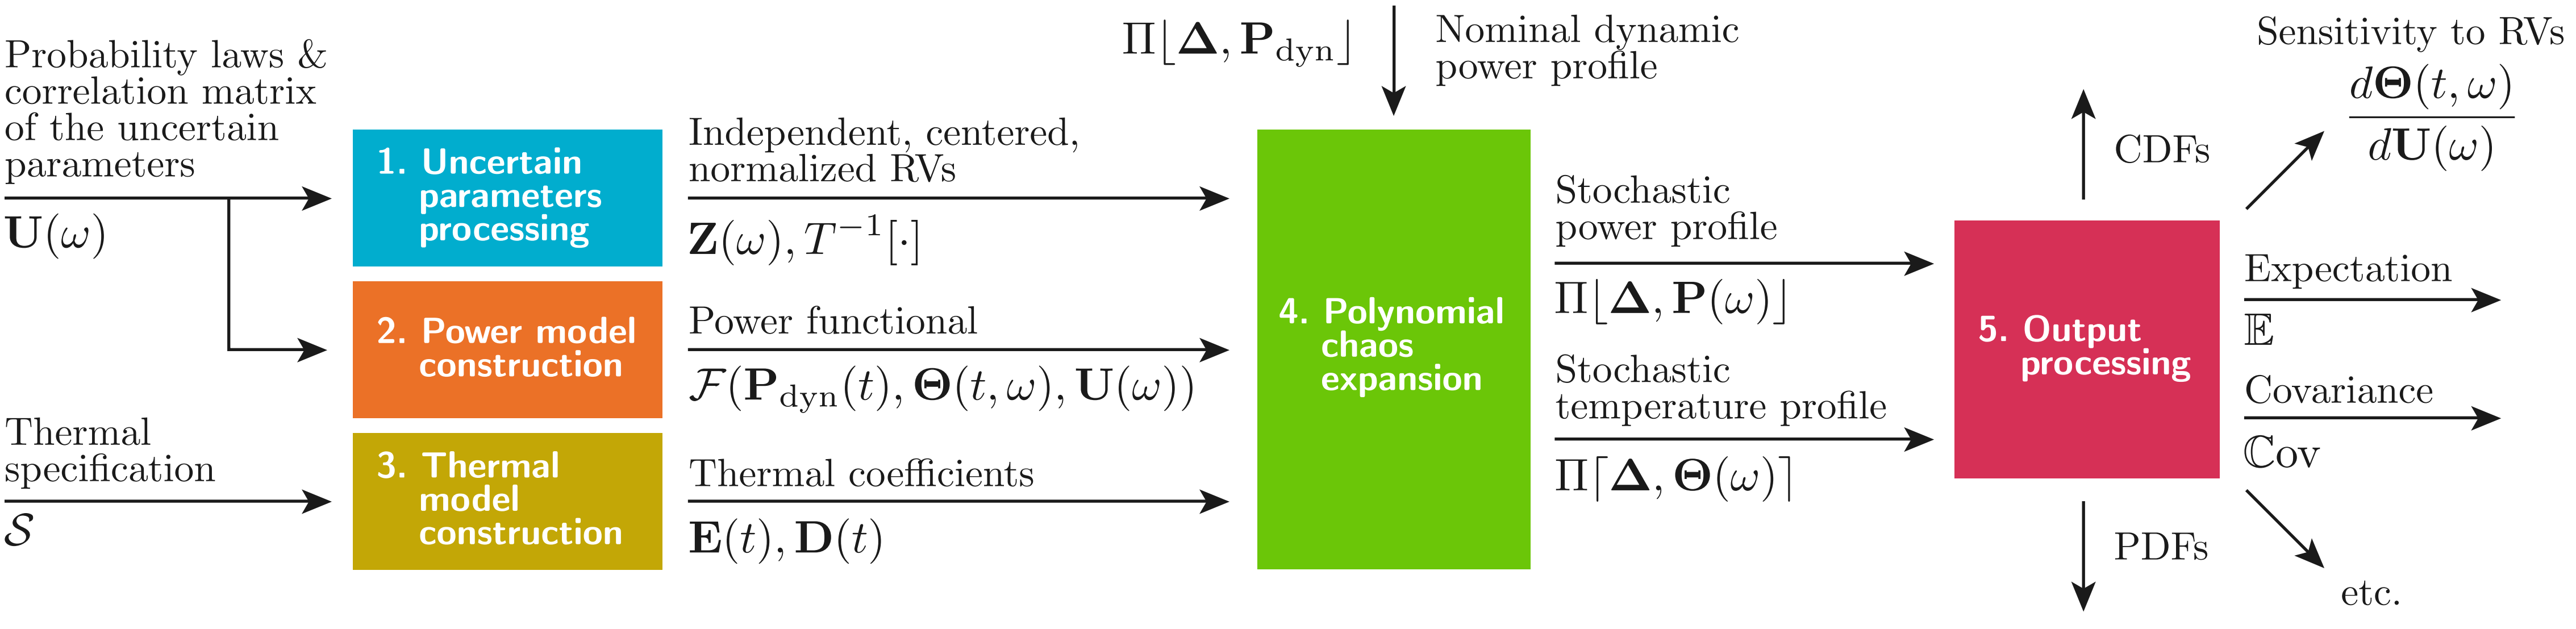 Probability laws &
correlation matrix
of the uncertain
parameters
𝐔(ω)
Thermal
specification
𝒮
1. Uncertain
parameters
processing
2. Power model
construction
3. Thermal
model
construction
Independent, centered,
normalized RVs
𝐙(ω), T⁻¹[·]
Power functional
ℱ(𝐏dyn(t), 𝚯(t, ω), 𝐔(ω))
Thermal coefficients
𝐄(t), 𝐃(t)
Π⌊𝚫, 𝐏dyn⌋
Nominal dynamic
power profile
4. Polynomial
chaos
expansion
Stochastic
power profile
Π⌊𝚫, 𝐏(ω)⌋
Stochastic
temperature profile
Π⌈𝚫, 𝚯(ω)⌉
5. Output
processing
CDFs
Sensitivity to RVs
d𝚯(t, ω)
d𝐔(ω)
Expectation
𝔼
Covariance
ℂov
PDFs
etc.